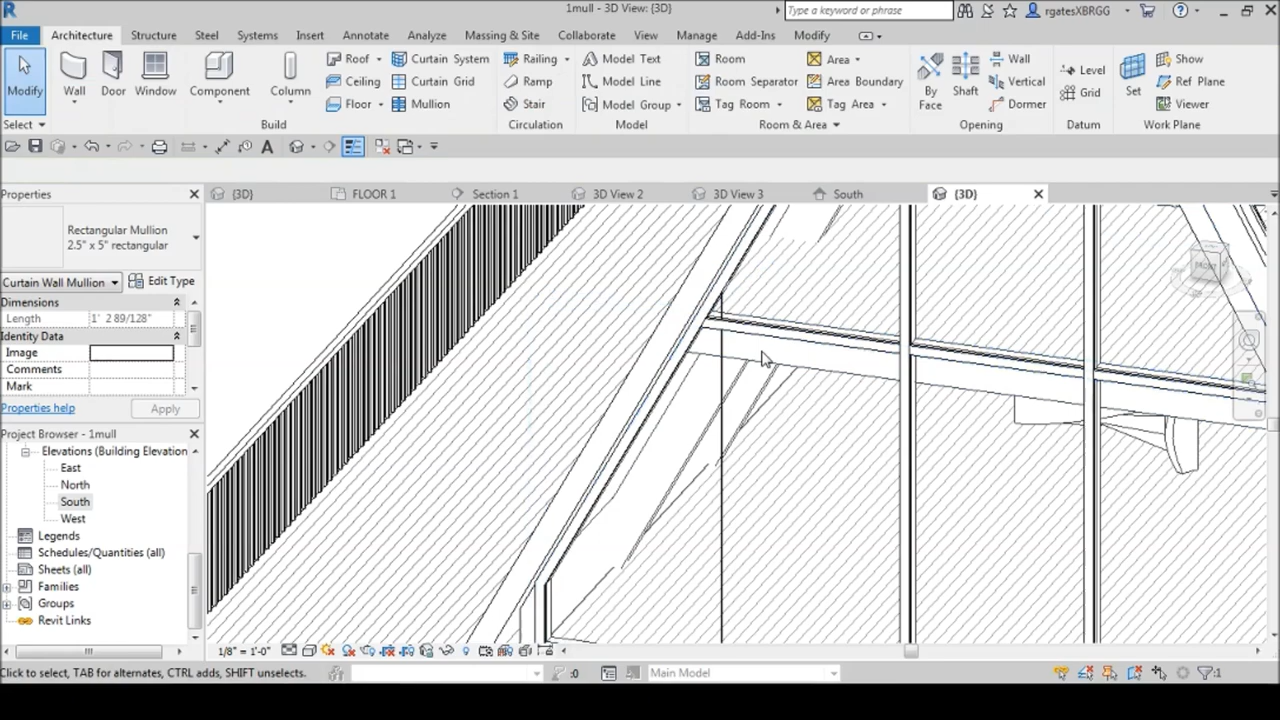 1mull - 3D View: {3D}
Type a keyword or phrase
rgatesXBRGG
File Architecture Structure Steel Systems Insert Annotate Analyze Massing & Site Collaborate View Manage Add-Ins Modify
Modify
Wall
Door
Window
Component
Column
Roof
Ceiling
Floor
Curtain System
Curtain Grid
Mullion
Railing
Ramp
Stair
Model Text
Model Line
Model Group
Room
Room Separator
Tag Room
Area
Area Boundary
Tag Area
By
Face
Shaft
Wall
Vertical
Dormer
Level
Grid
Set
Show
Ref Plane
Viewer
Select Build Circulation Model Room & Area Opening Datum Work Plane
Properties
{3D} FLOOR 1 Section 1 3D View 2 3D View 3 South {3D}
Rectangular Mullion
2.5" x 5" rectangular
Curtain Wall Mullion Edit Type
Dimensions
Length 1' 2 89/128"
Identity Data
Image
Comments
Mark
Properties help Apply
Project Browser - 1mull
Elevations (Building Elevation
East
North
South
West
Legends
Schedules/Quantities (all)
Sheets (all)
Families
Groups
Revit Links
FRONT
1/8" = 1'-0"
Click to select, TAB for alternates, CTRL adds, SHIFT unselects.
:0
Main Model
:1